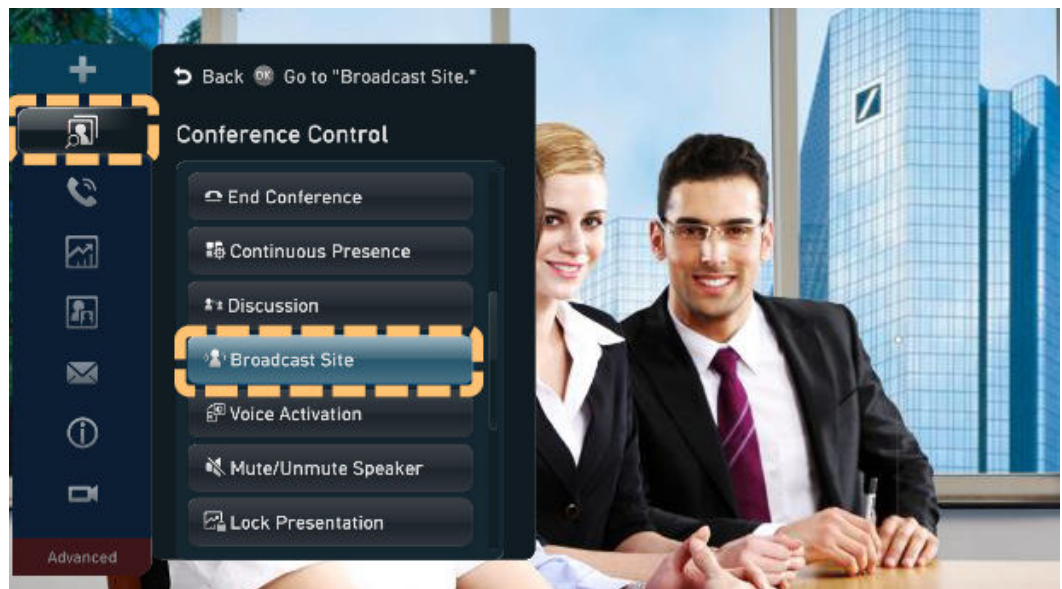 Back OK Go to "Broadcast Site."
Conference Control
End Conference
Continuous Presence
Discussion
Broadcast Site
Voice Activation
Mute/Unmute Speaker
Lock Presentation
Advanced